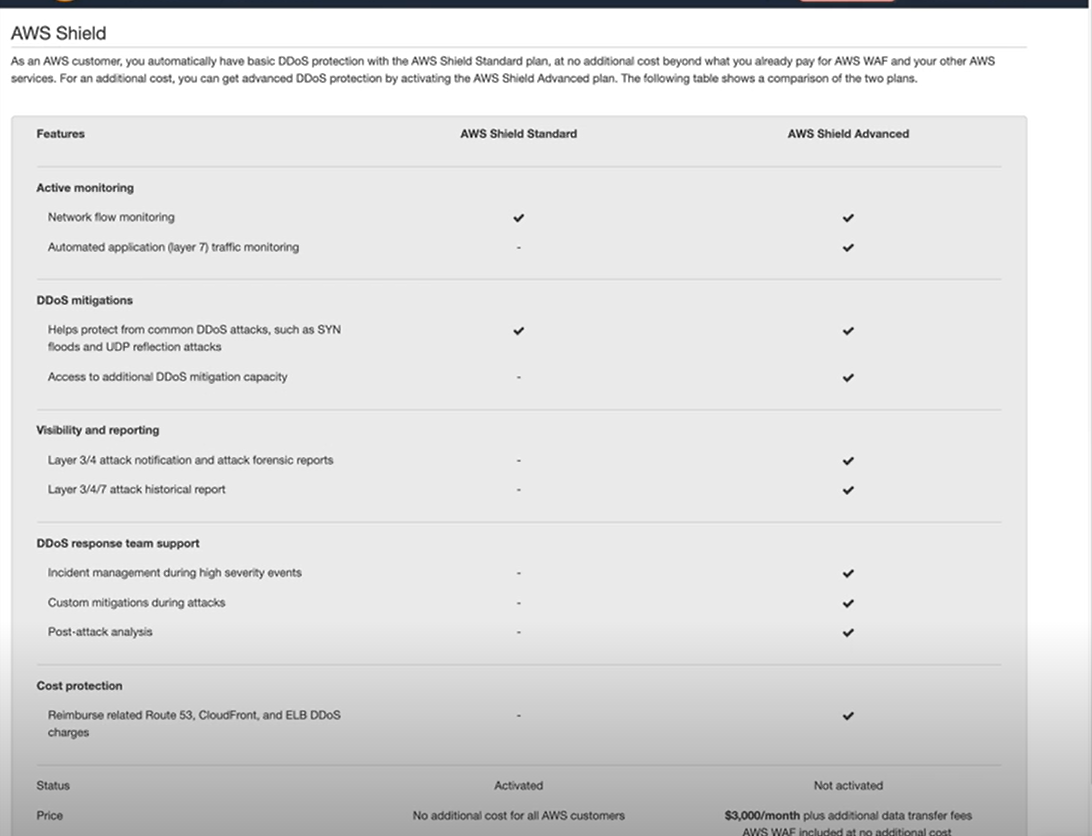 AWS Shield
As an AWS customer, you automatically have basic DDoS protection with the AWS Shield Standard plan, at no additional cost beyond what you already pay for AWS WAF and your other AWS
services. For an additional cost, you can get advanced DDoS protection by activating the AWS Shield Advanced plan. The following table shows a comparison of the two plans.
Features AWS Shield Standard AWS Shield Advanced
Active monitoring
Network flow monitoring ✔ ✔
Automated application (layer 7) traffic monitoring - ✔
DDoS mitigations
Helps protect from common DDoS attacks, such as SYN ✔ ✔
floods and UDP reflection attacks
Access to additional DDoS mitigation capacity - ✔
Visibility and reporting
Layer 3/4 attack notification and attack forensic reports - ✔
Layer 3/4/7 attack historical report - ✔
DDoS response team support
Incident management during high severity events - ✔
Custom mitigations during attacks - ✔
Post-attack analysis - ✔
Cost protection
Reimburse related Route 53, CloudFront, and ELB DDoS - ✔
charges
Status Activated Not activated
Price No additional cost for all AWS customers $3,000/month plus additional data transfer fees
AWS WAF included at no additional cost